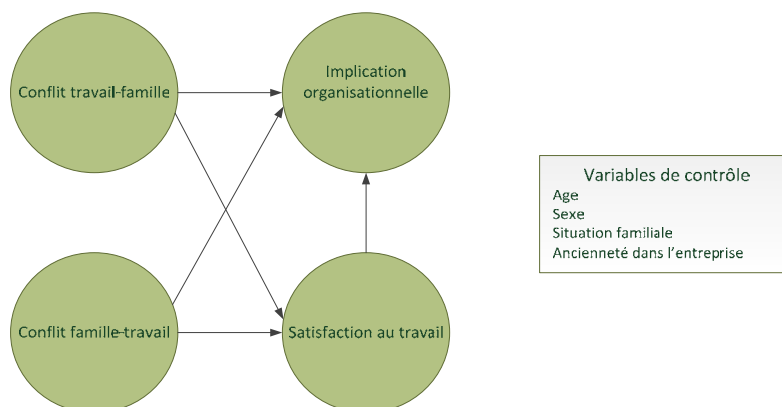 Conflit travail-famille
Implication
organisationnelle
Variables de contrôle
Age
Sexe
Situation familiale
Ancienneté dans l'entreprise
Conflit famille-travail
Satisfaction au travail